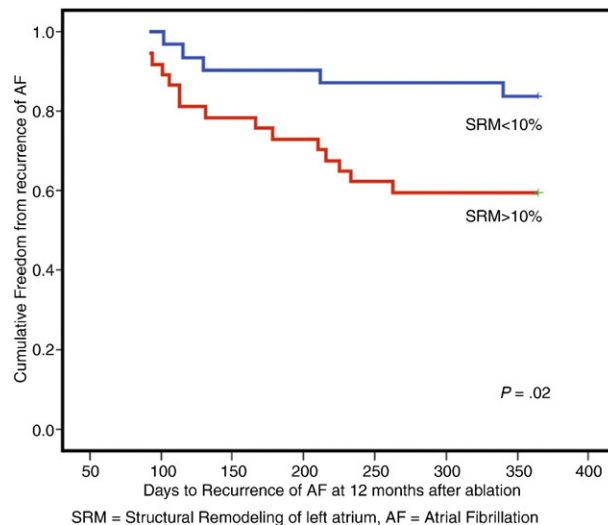 Cumulative Freedom from recurrence of AF
1.0
0.8
0.6
0.4
0.2
0.0
SRM<10%
SRM>10%
P = .02
50 100 150 200 250 300 350 400
Days to Recurrence of AF at 12 months after ablation
SRM = Structural Remodeling of left atrium, AF = Atrial Fibrillation